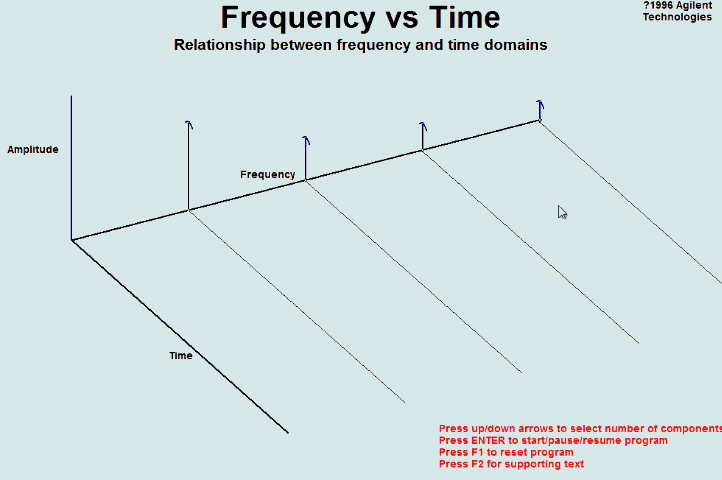 Frequency vs Time
?1996 Agilent
Technologies
Relationship between frequency and time domains
Amplitude
Frequency
Time
Press up/down arrows to select number of components
Press ENTER to start/pause/resume program
Press F1 to reset program
Press F2 for supporting text